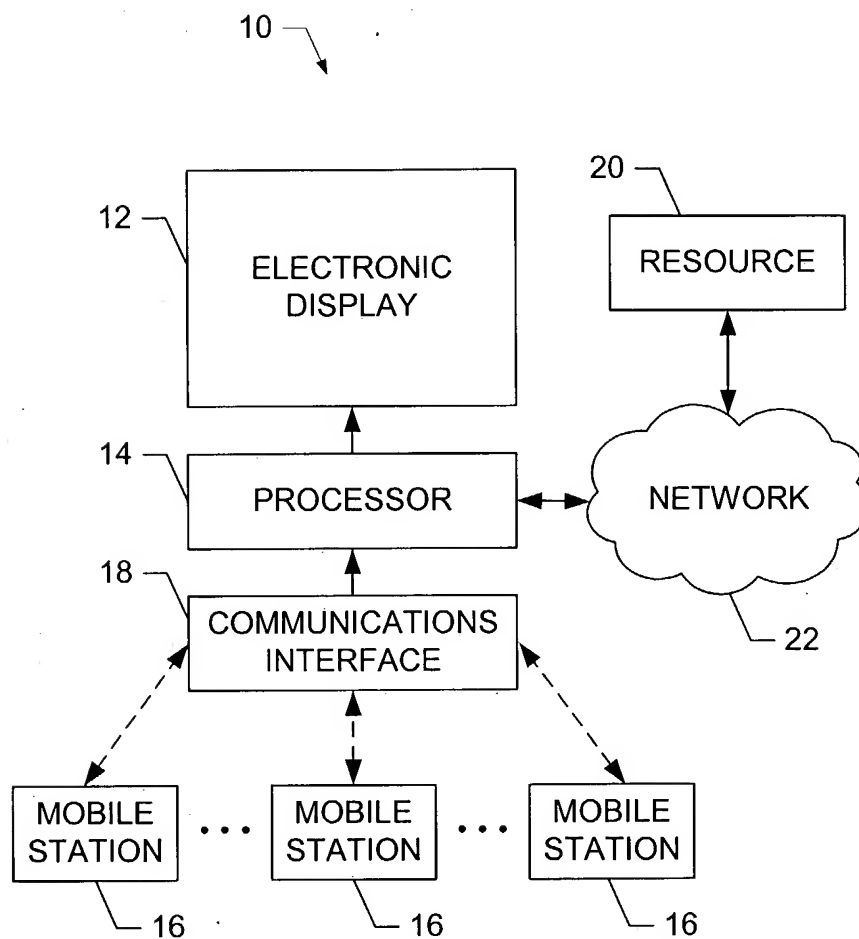 10
20
12
ELECTRONIC
DISPLAY
RESOURCE
14
PROCESSOR
NETWORK
18
COMMUNICATIONS
INTERFACE
22
MOBILE
STATION
MOBILE
STATION
MOBILE
STATION
16
16
16